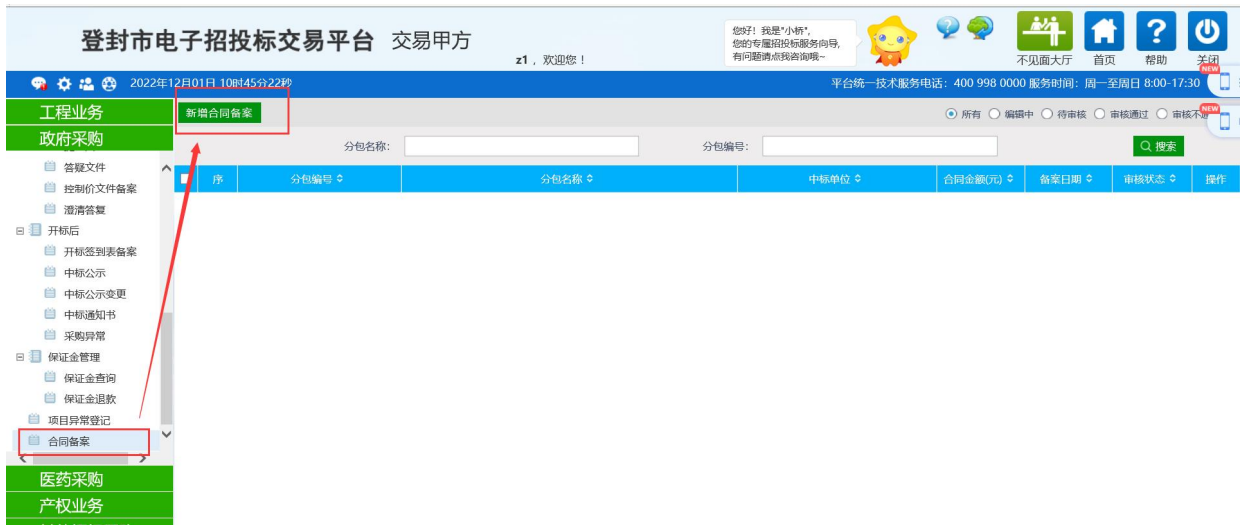 登封市电子招投标交易平台 交易甲方
z1，欢迎您！
您好！我是"小桥"，
您的专属招投标服务向导，
有问题请点我咨询哦~
不见面大厅 首页 帮助 关闭
2022年12月01日 10时45分22秒
平台统一技术服务电话：400 998 0000 服务时间：周一至周日 8:00-17:30
NEW
NEW
工程业务
政府采购
答疑文件
控制价文件备案
澄清答复
开标后
开标签到表备案
中标公示
中标公示变更
中标通知书
采购异常
保证金管理
保证金查询
保证金退款
项目异常登记
合同备案
医药采购
产权业务
新增合同备案
所有 编辑中 待审核 审核通过 审核不
分包名称： 分包编号： 搜索
序 分包编号 分包名称 中标单位 合同金额(元) 备案日期 审核状态 操作